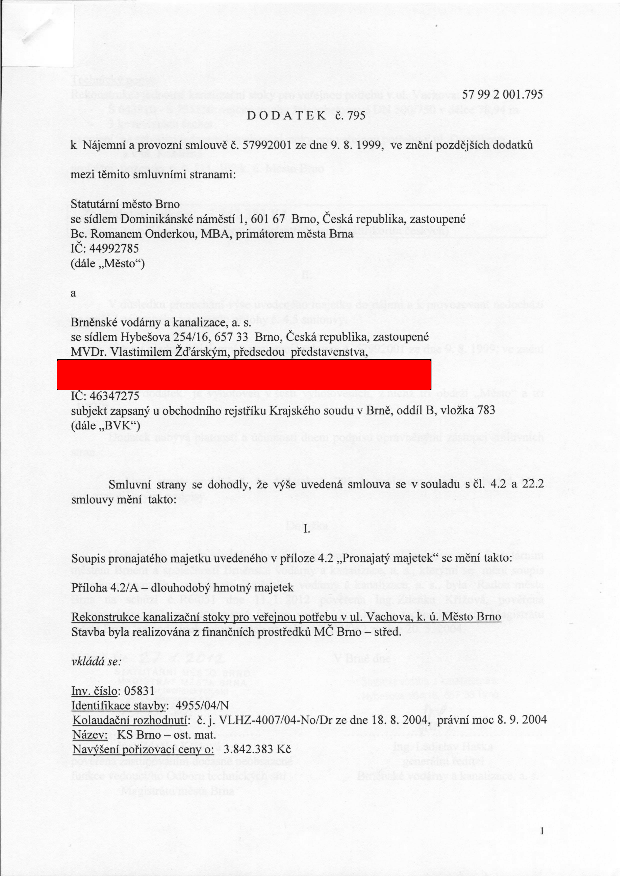 57 99 2 001.795
D O D A T E K č. 795
k Nájemní a provozní smlouvě č. 57992001 ze dne 9. 8. 1999, ve znění pozdějších dodatků
mezi těmito smluvními stranami:
Statutární město Brno
se sídlem Dominikánské náměstí 1, 601 67 Brno, Česká republika, zastoupené
Bc. Romanem Onderkou, MBA, primátorem města Brna
IČ: 44992785
(dále „Město“)
a
Brněnské vodárny a kanalizace, a. s.
se sídlem Hybešova 254/16, 657 33 Brno, Česká republika, zastoupené
MVDr. Vlastimilem Žďárským, předsedou představenstva,
IČ: 46347275
subjekt zapsaný u obchodního rejstříku Krajského soudu v Brně, oddíl B, vložka 783
(dále „BVK“)
Smluvní strany se dohodly, že výše uvedená smlouva se v souladu s čl. 4.2 a 22.2
smlouvy mění takto:
I.
Soupis pronajatého majetku uvedeného v příloze 4.2 „Pronajatý majetek“ se mění takto:
Příloha 4.2/A – dlouhodobý hmotný majetek
Rekonstrukce kanalizační stoky pro veřejnou potřebu v ul. Vachova, k. ú. Město Brno
Stavba byla realizována z finančních prostředků MČ Brno – střed.
vkládá se:
Inv. číslo: 05831
Identifikace stavby: 4955/04/N
Kolaudační rozhodnutí: č. j. VLHZ-4007/04-No/Dr ze dne 18. 8. 2004, právní moc 8. 9. 2004
Název: KS Brno – ost. mat.
Navýšení pořizovací ceny o: 3.842.383 Kč
1